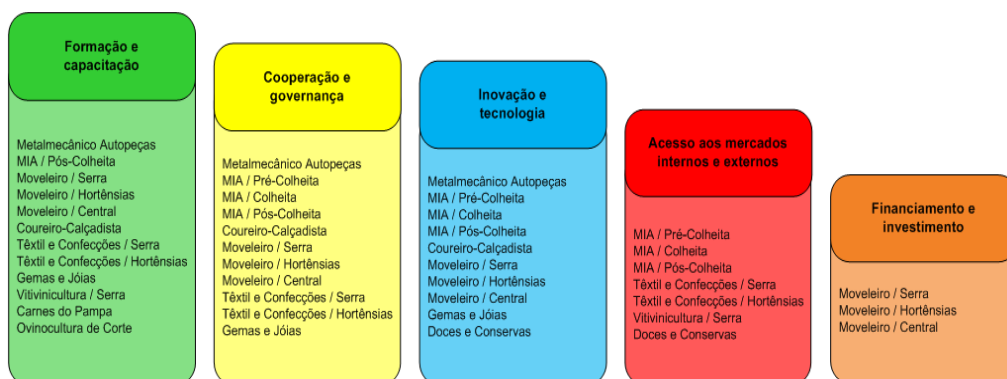 Formação e
capacitação
Metalmecânico Autopeças
MIA / Pós-Colheita
Moveleiro / Serra
Moveleiro / Hortênsias
Moveleiro / Central
Coureiro-Calçadista
Têxtil e Confecções / Serra
Têxtil e Confecções / Hortênsias
Gemas e Jóias
Vitivinicultura / Serra
Carnes do Pampa
Ovinocultura de Corte
Cooperação e
governança
Metalmecânico Autopeças
MIA / Pré-Colheita
MIA / Colheita
MIA / Pós-Colheita
Coureiro-Calçadista
Moveleiro / Serra
Moveleiro / Hortênsias
Moveleiro / Central
Têxtil e Confecções / Serra
Têxtil e Confecções / Hortênsias
Gemas e Jóias
Inovação e
tecnologia
Metalmecânico Autopeças
MIA / Pré-Colheita
MIA / Colheita
MIA / Pós-Colheita
Coureiro-Calçadista
Moveleiro / Serra
Moveleiro / Hortênsias
Moveleiro / Central
Gemas e Jóias
Doces e Conservas
Acesso aos mercados
internos e externos
MIA / Pré-Colheita
MIA / Colheita
MIA / Pós-Colheita
Têxtil e Confecções / Serra
Têxtil e Confecções / Hortênsias
Vitivinicultura / Serra
Doces e Conservas
Financiamento e
investimento
Moveleiro / Serra
Moveleiro / Hortênsias
Moveleiro / Central